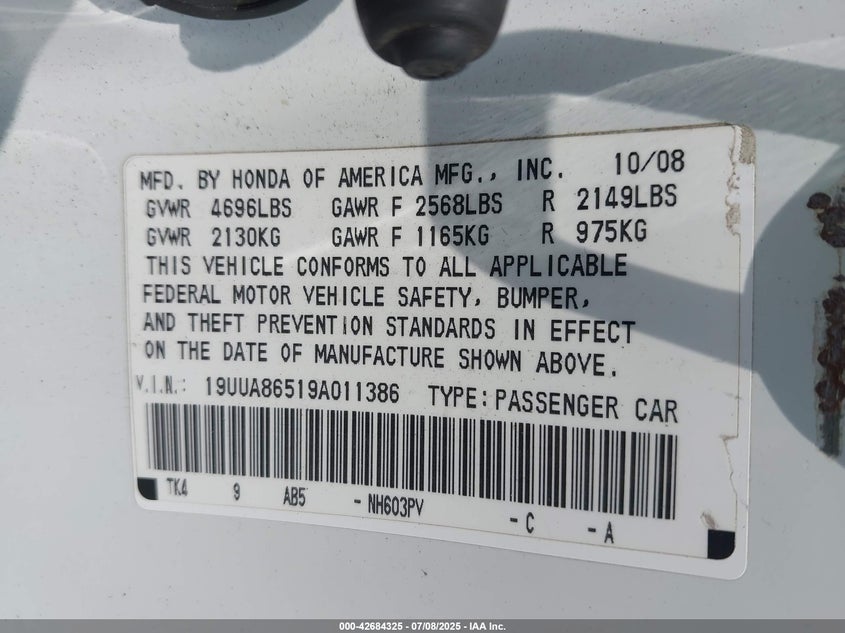 MFD. BY HONDA OF AMERICA MFG., INC. 10/08
GVWR 4696LBS GAWR F 2568LBS R 2149LBS
GVWR 2130KG GAWR F 1165KG R 975KG
THIS VEHICLE CONFORMS TO ALL APPLICABLE
FEDERAL MOTOR VEHICLE SAFETY, BUMPER,
AND THEFT PREVENTION STANDARDS IN EFFECT
ON THE DATE OF MANUFACTURE SHOWN ABOVE.
V.I.N.: 19UUA86519A011386 TYPE:PASSENGER CAR
TK4 9 AB5 -NH603PV -C -A
000-42684325 - 07/08/2025 - IAA Inc.